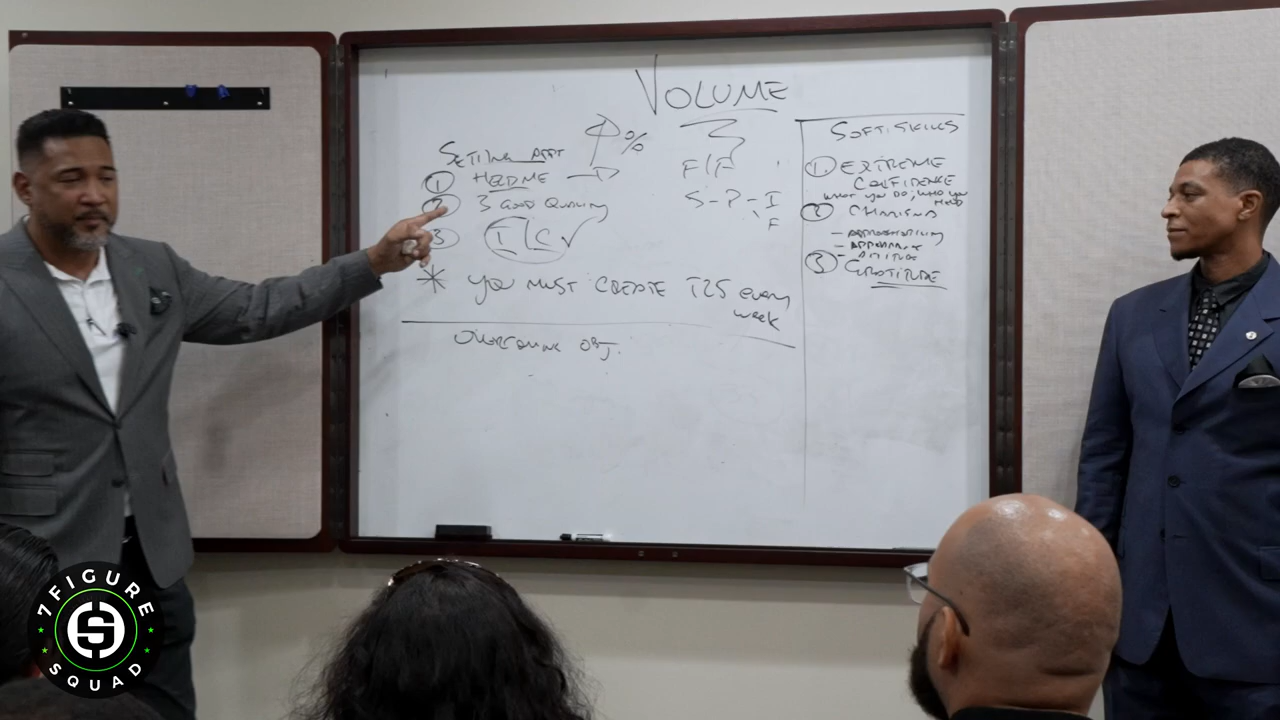 VOLUME
SETTING APPT
%
① HELP ME
② 3 GOOD QUALITY
③
* YOU MUST CREATE T25 every
week
OVERCOMING OBJ.
F/F
S-P-I
F
SOFT SKILLS
① EXTREME
CONFIDENCE
WHAT YOU DO; WHO YOU
NEED
② CHARISMA
- APPEARANCE
- ATTITUDE
③ GRATITUDE
7 FIGURE
SQUAD